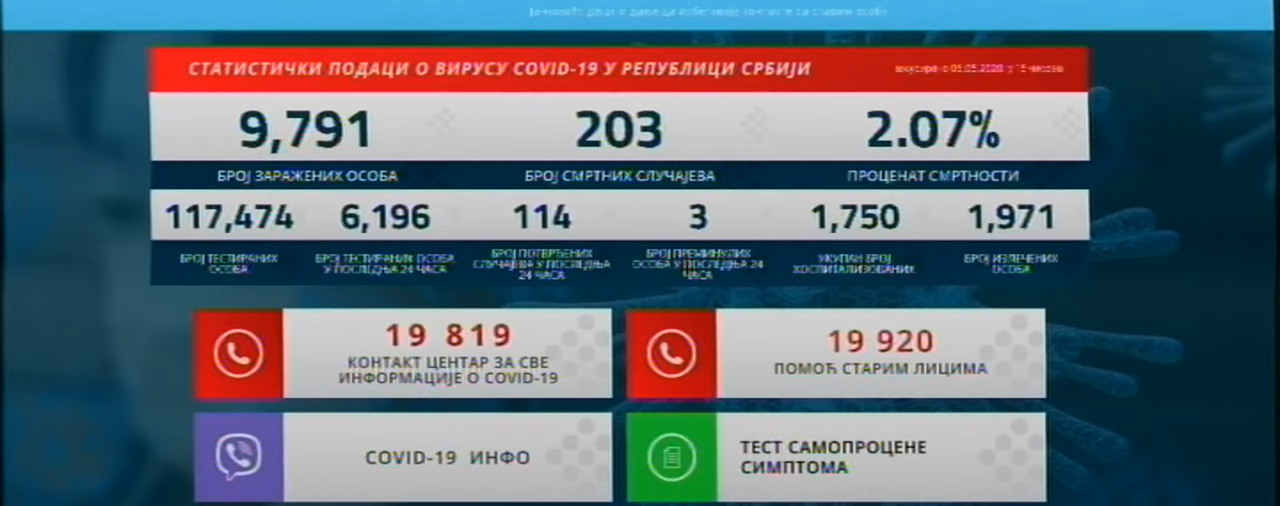 СТАТИСТИЧКИ ПОДАЦИ О ВИРУСУ COVID-19 У РЕПУБЛИЦИ СРБИЈИ
9,791
203
2.07%
БРОЈ ЗАРАЖЕНИХ ОСОБА
БРОЈ СМРТНИХ СЛУЧАЈЕВА
ПРОЦЕНАТ СМРТНОСТИ
117,474
6,196
114
3
1,750
1,971
БРОЈ ТЕСТИРАНИХ
ОСОБА
БРОЈ ТЕСТИРАНИХ ОСОБА
У ПОСЛЕДЊА 24 ЧАСА
БРОЈ ПОТВРЂЕНИХ
СЛУЧАЈЕВА У ПОСЛЕДЊА
24 ЧАСА
БРОЈ ПРЕМИНУЛИХ
ОСОБА У ПОСЛЕДЊА 24
ЧАСА
УКУПАН БРОЈ
ХОСПИТАЛИЗОВАНИХ
БРОЈ ИЗЛЕЧЕНИХ
ОСОБА
19 819
КОНТАКТ ЦЕНТАР ЗА СВЕ
ИНФОРМАЦИЈЕ О COVID-19
19 920
ПОМОЋ СТАРИМ ЛИЦИМА
COVID-19 ИНФО
ТЕСТ САМОПРОЦЕНЕ
СИМПТОМА